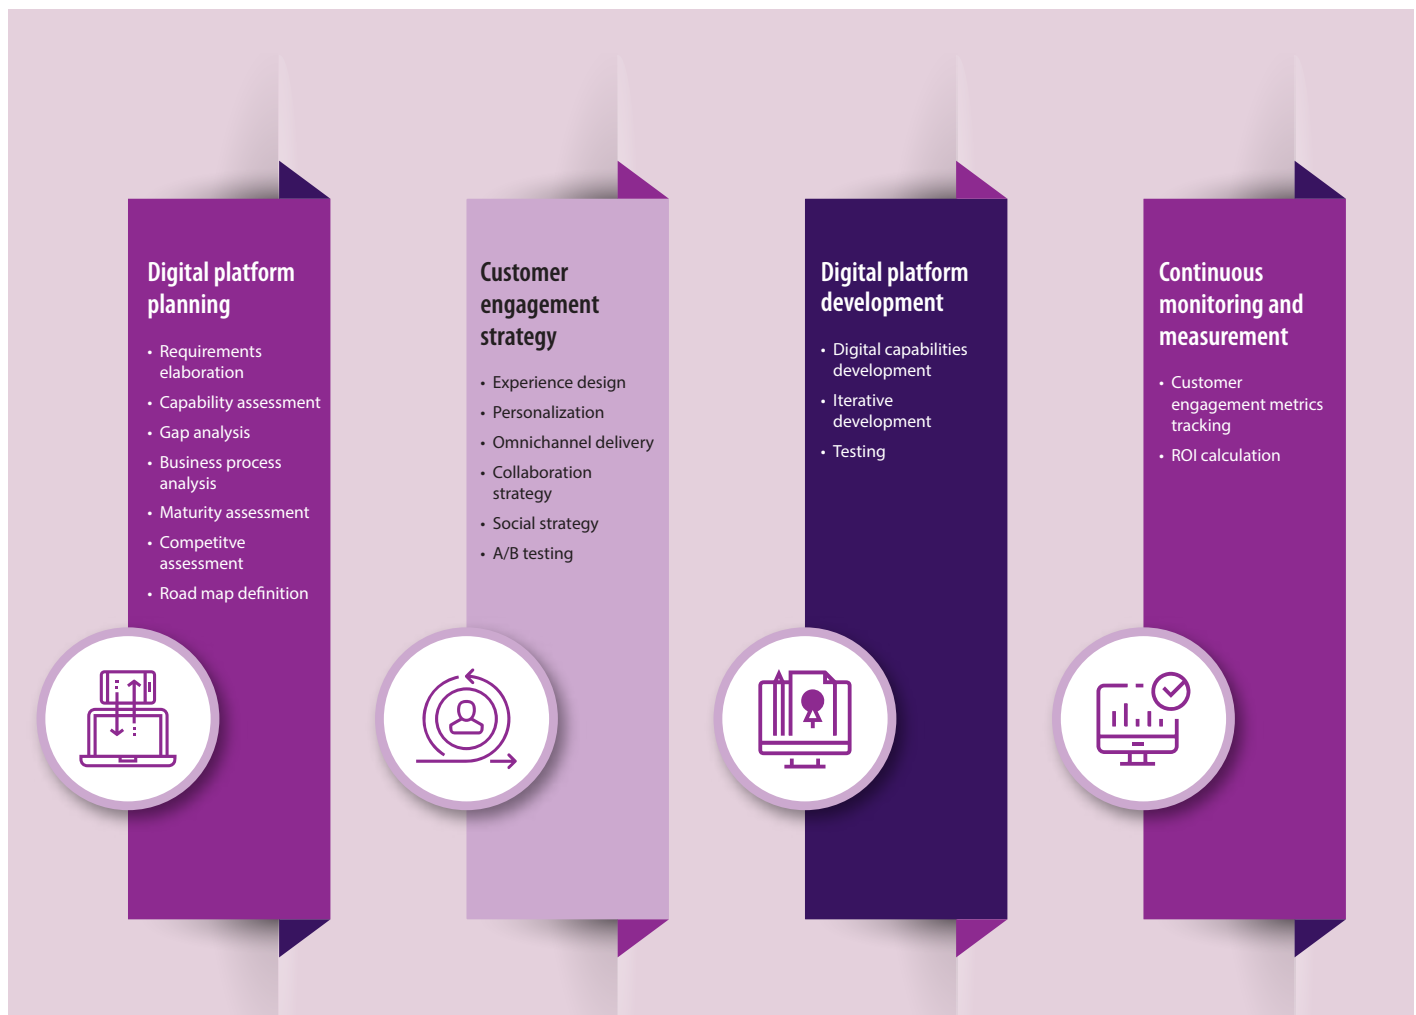 Digital platform
planning
• Requirements
elaboration
• Capability assessment
• Gap analysis
• Business process
analysis
• Maturity assessment
• Competitve
assessment
• Road map definition
Customer
engagement
strategy
• Experience design
• Personalization
• Omnichannel delivery
• Collaboration
strategy
• Social strategy
• A/B testing
Digital platform
development
• Digital capabilities
development
• Iterative
development
• Testing
Continuous
monitoring and
measurement
• Customer
engagement metrics
tracking
• ROI calculation